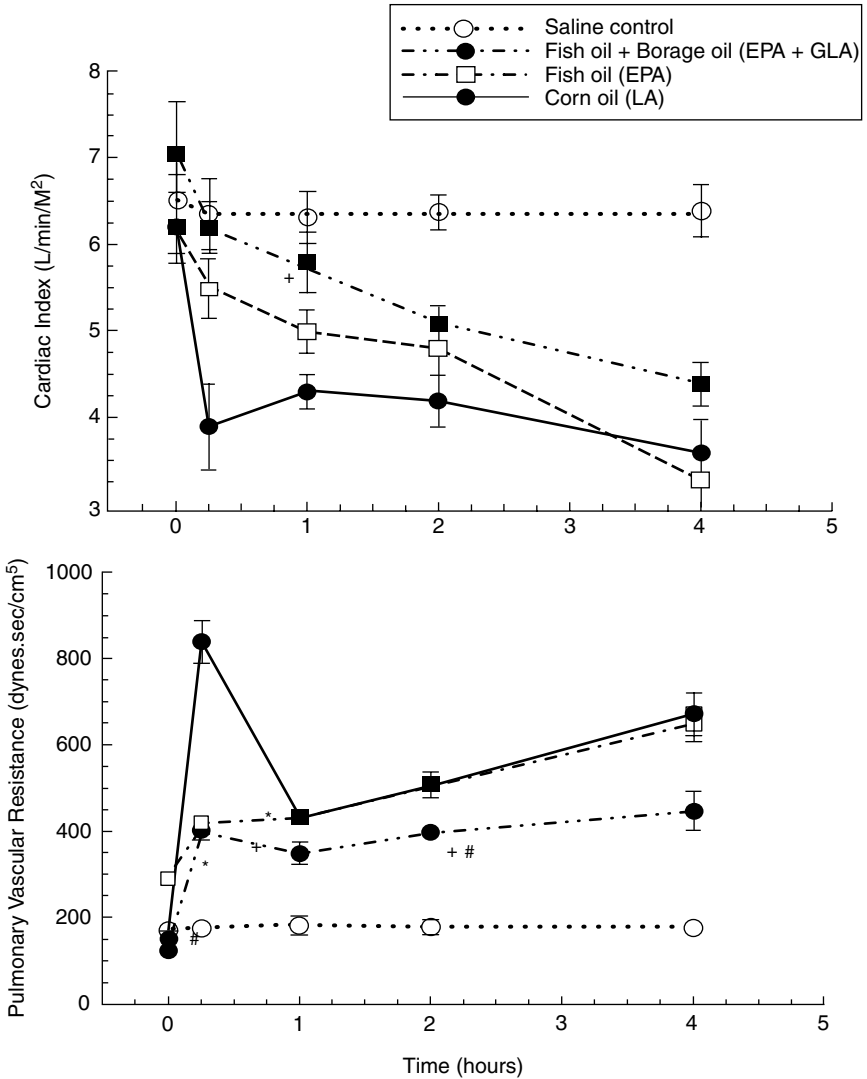 Saline control
Fish oil + Borage oil (EPA + GLA)
Fish oil (EPA)
Corn oil (LA)
Cardiac Index (L/min/M²)
8
7
6
5
4
3
+
0 1 2 3 4 5
Pulmonary Vascular Resistance (dynes.sec/cm⁵)
1000
800
600
400
200
0
*
+
+ #
*
#
0 1 2 3 4 5
Time (hours)